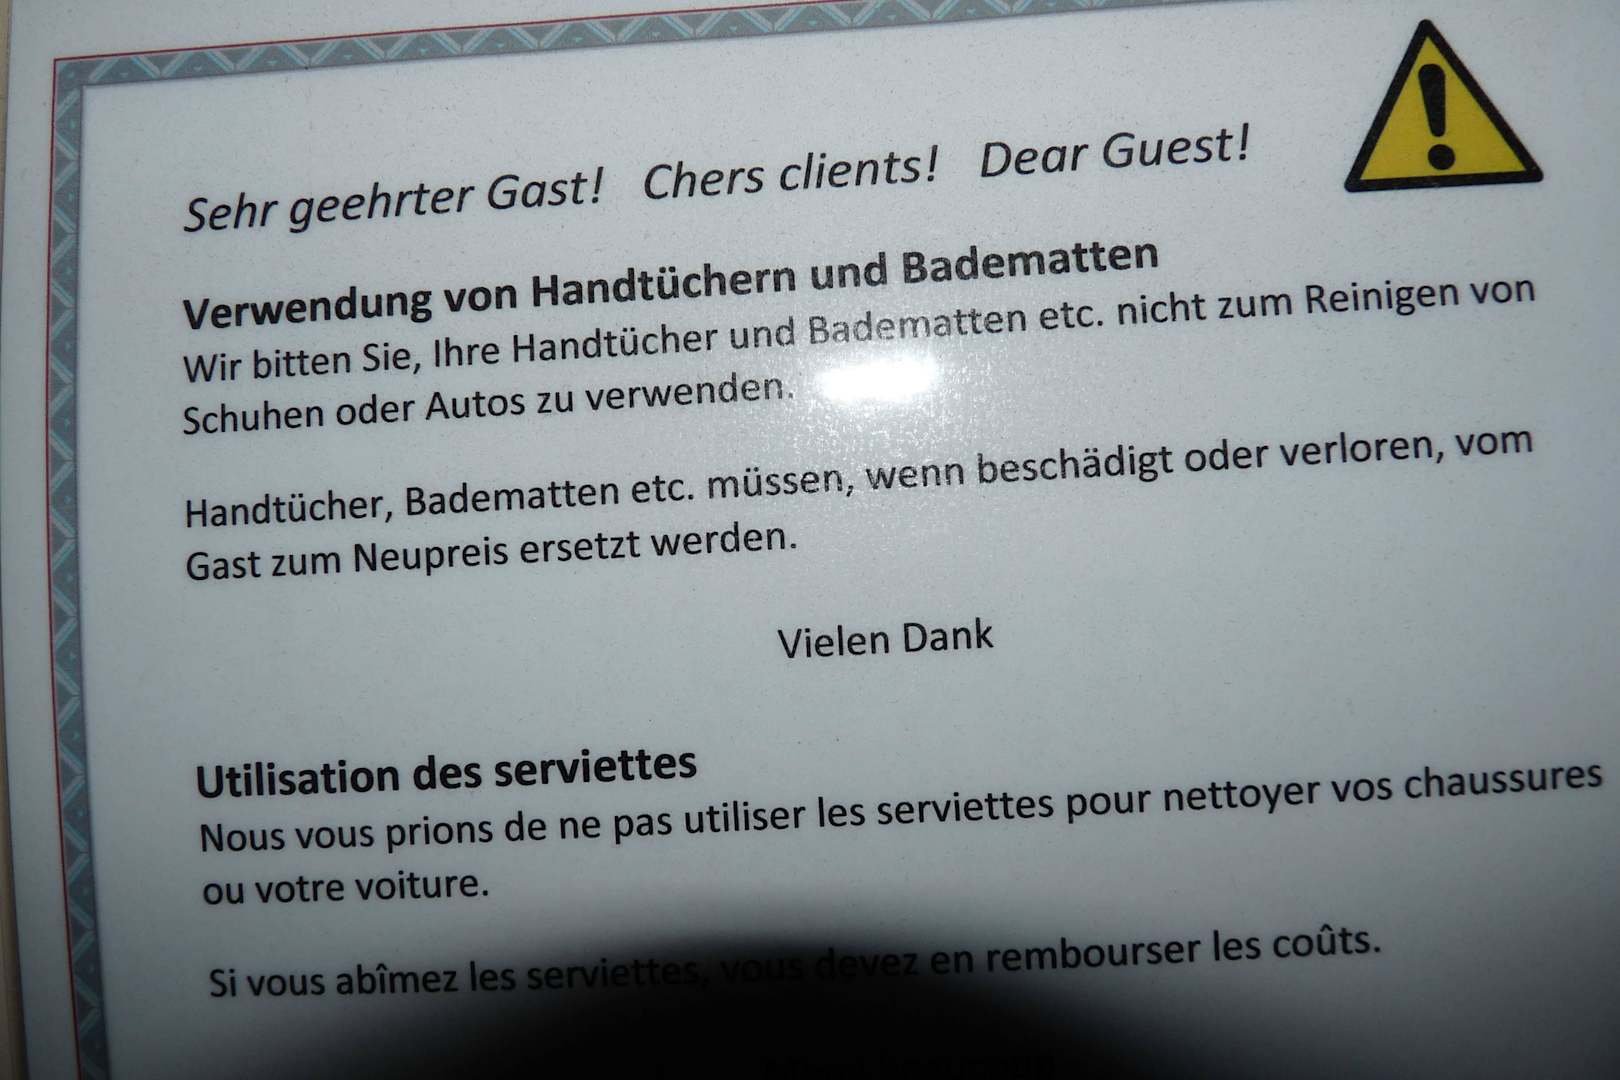 Sehr geehrter Gast! Chers clients! Dear Guest!
Verwendung von Handtüchern und Badematten
Wir bitten Sie, Ihre Handtücher und Badematten etc. nicht zum Reinigen von
Schuhen oder Autos zu verwenden.
Handtücher, Badematten etc. müssen, wenn beschädigt oder verloren, vom
Gast zum Neupreis ersetzt werden.
Vielen Dank
Utilisation des serviettes
Nous vous prions de ne pas utiliser les serviettes pour nettoyer vos chaussures
ou votre voiture.
Si vous abîmez les serviettes, vous devez en rembourser les coûts.